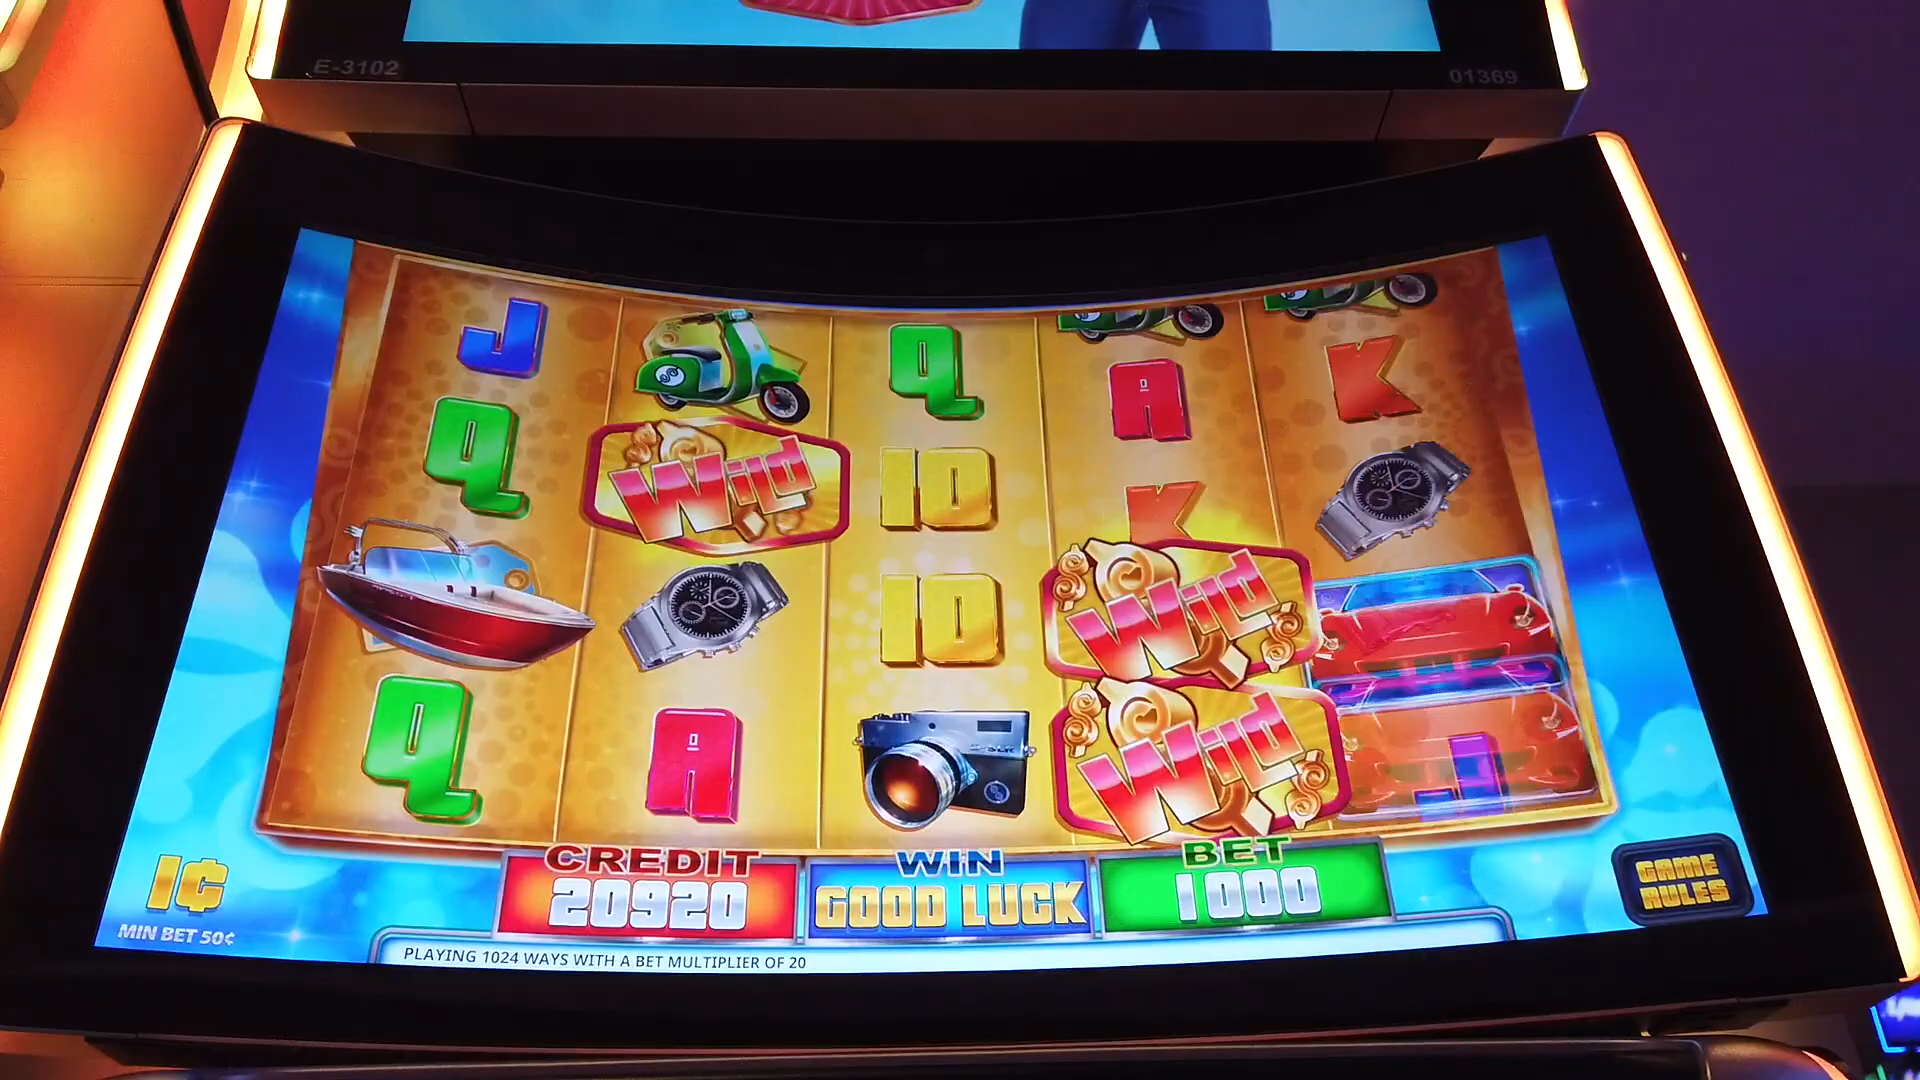 E-3102
01369
J
Q
A
K
Q
Wild
10
K
10
Wild
Q
A
Wild
J
CREDIT
WIN
BET
20920
GOOD LUCK
1000
1¢
MIN BET 50¢
GAME
RULES
PLAYING 1024 WAYS WITH A BET MULTIPLIER OF 20